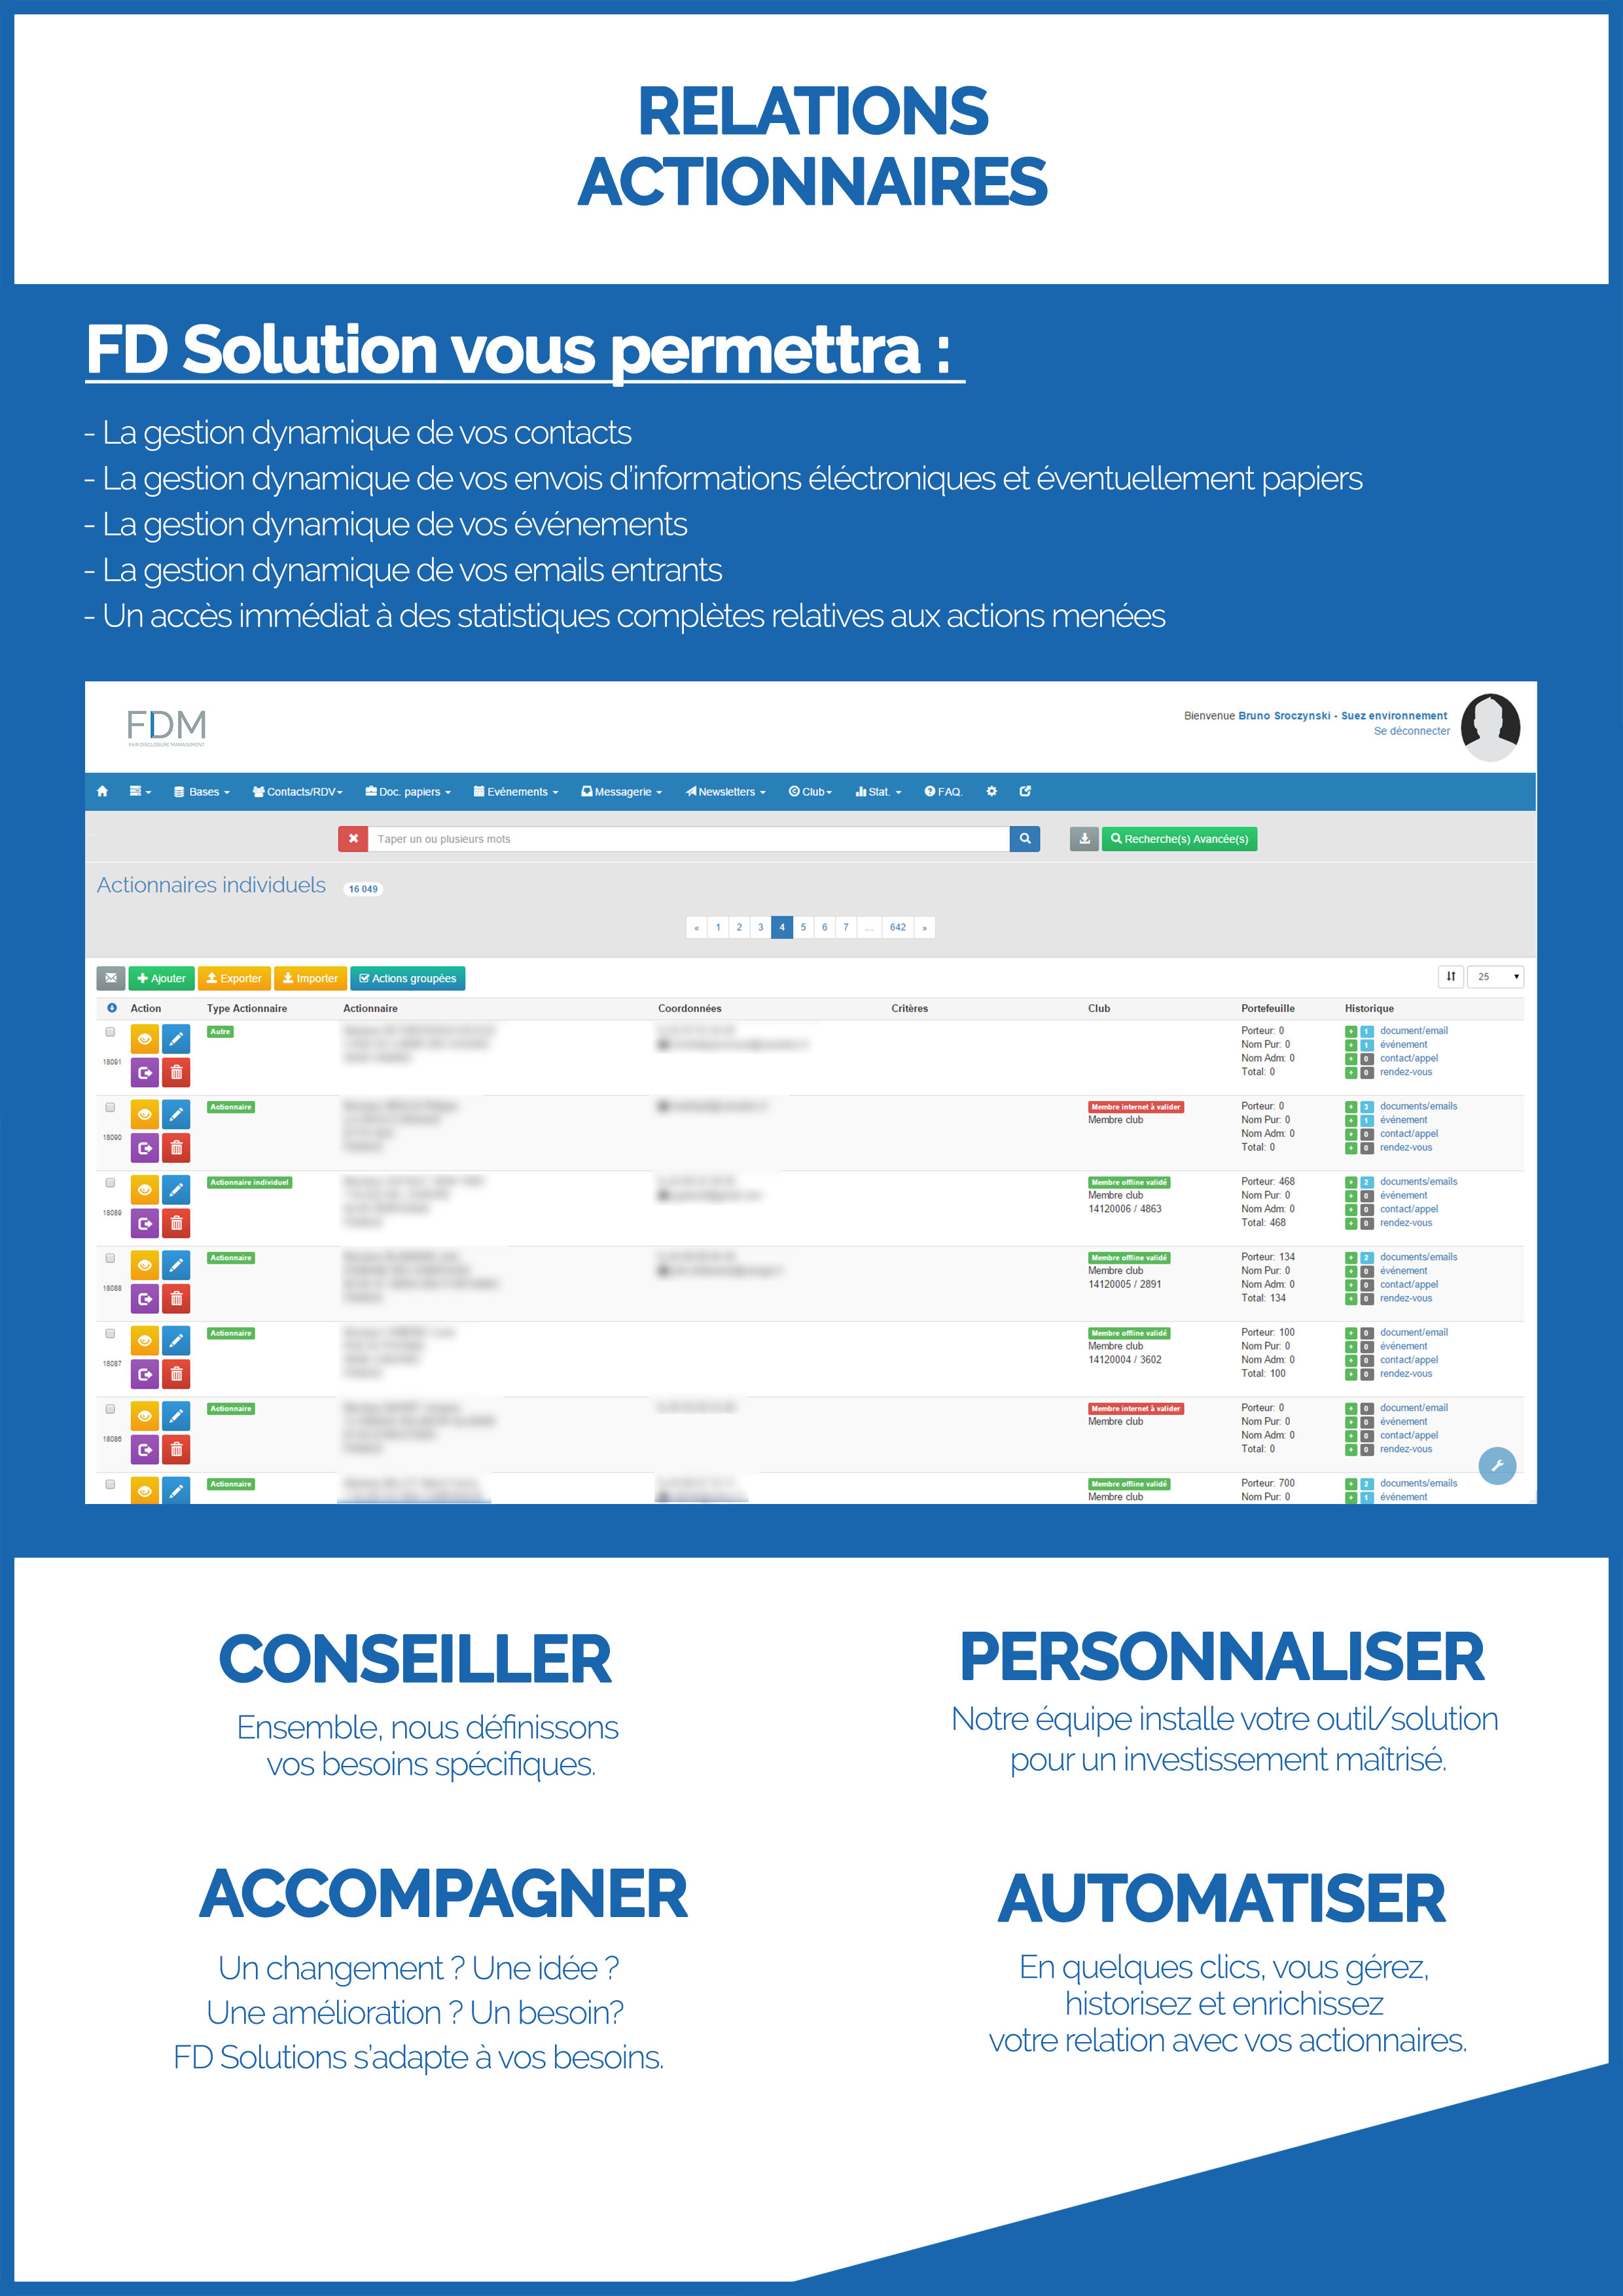 RELATIONS
ACTIONNAIRES
FD Solution vous permettra :
- La gestion dynamique de vos contacts
- La gestion dynamique de vos envois d'informations éléctroniques et éventuellement papiers
- La gestion dynamique de vos événements
- La gestion dynamique de vos emails entrants
- Un accès immédiat à des statistiques complètes relatives aux actions menées
FDM
FAIR DISCLOSURE MANAGEMENT
Bienvenue Bruno Sroczynski - Suez environnement
Se déconnecter
Bases Contacts/RDV Doc. papiers Evénements Messagerie Newsletters Club Stat. FAQ.
Taper un ou plusieurs mots
Recherche(s) Avancée(s)
Actionnaires individuels 16 049
« 1 2 3 4 5 6 7 ... 642 »
Ajouter Exporter Importer Actions groupées 25
Action Type Actionnaire Actionnaire Coordonnées Critères Club Portefeuille Historique
18091
Autre
Porteur: 0
Nom Pur: 0
Nom Adm: 0
Total: 0
+ 1 document/email
+ 1 événement
+ 0 contact/appel
+ 0 rendez-vous
18090
Actionnaire
Membre internet à valider
Membre club
Porteur: 0
Nom Pur: 0
Nom Adm: 0
Total: 0
+ 3 documents/emails
+ 1 événement
+ 0 contact/appel
+ 0 rendez-vous
18089
Actionnaire individuel
Membre offline validé
Membre club
14120006 / 4863
Porteur: 468
Nom Pur: 0
Nom Adm: 0
Total: 468
+ 2 documents/emails
+ 0 événement
+ 0 contact/appel
+ 0 rendez-vous
18088
Actionnaire
Membre offline validé
Membre club
14120005 / 2891
Porteur: 134
Nom Pur: 0
Nom Adm: 0
Total: 134
+ 2 documents/emails
+ 0 événement
+ 0 contact/appel
+ 0 rendez-vous
18087
Actionnaire
Membre offline validé
Membre club
14120004 / 3602
Porteur: 100
Nom Pur: 0
Nom Adm: 0
Total: 100
+ 0 document/email
+ 0 événement
+ 0 contact/appel
+ 0 rendez-vous
18086
Actionnaire
Membre internet à valider
Membre club
Porteur: 0
Nom Pur: 0
Nom Adm: 0
Total: 0
+ 0 document/email
+ 0 événement
+ 0 contact/appel
+ 0 rendez-vous
Actionnaire
Membre offline validé
Membre club
Porteur: 700
Nom Pur: 0
+ 2 documents/emails
+ 1 événement
CONSEILLER
Ensemble, nous définissons
vos besoins spécifiques.
PERSONNALISER
Notre équipe installe votre outil/solution
pour un investissement maîtrisé.
ACCOMPAGNER
Un changement ? Une idée ?
Une amélioration ? Un besoin?
FD Solutions s'adapte à vos besoins.
AUTOMATISER
En quelques clics, vous gérez,
historisez et enrichissez
votre relation avec vos actionnaires.